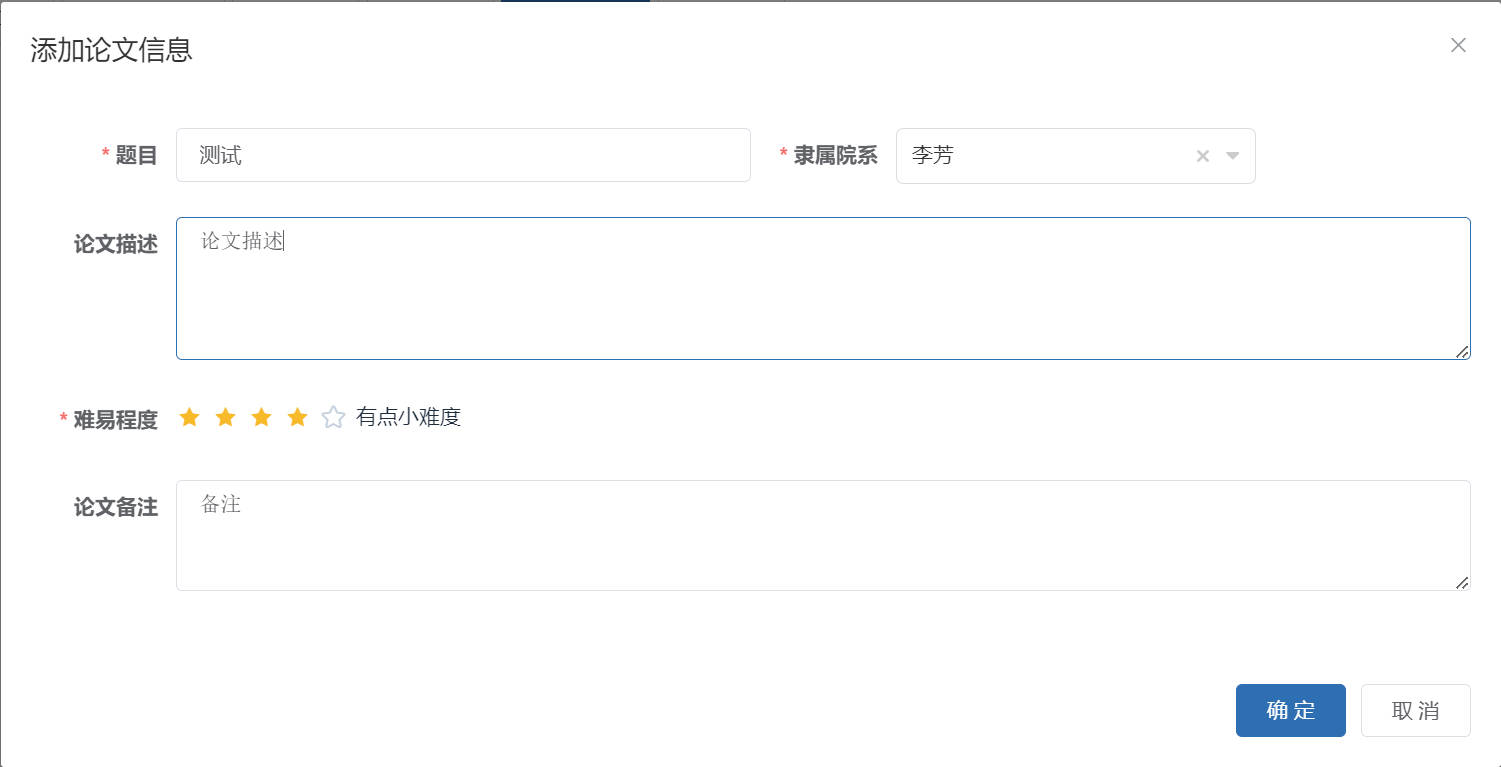 添加论文信息
* 题目 测试 * 隶属院系 李芳
论文描述 论文描述
* 难易程度 有点小难度
论文备注 备注
确定 取消